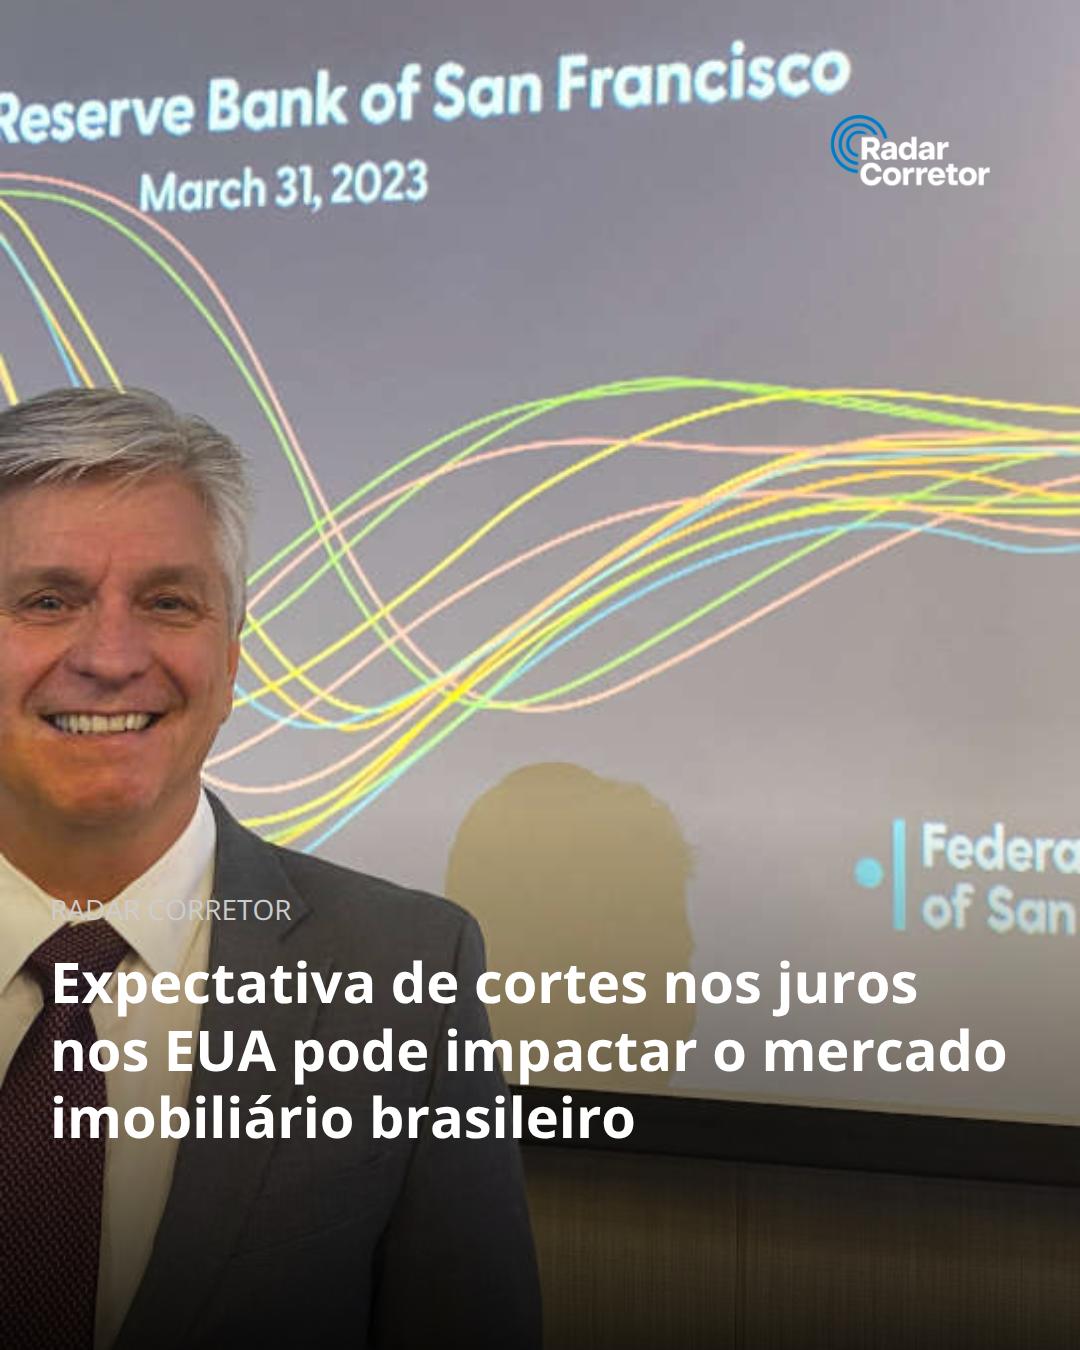 Reserve Bank of San Francisco
March 31, 2023
Radar
Corretor
Federa
of San
RADAR CORRETOR
Expectativa de cortes nos juros
nos EUA pode impactar o mercado
imobiliário brasileiro